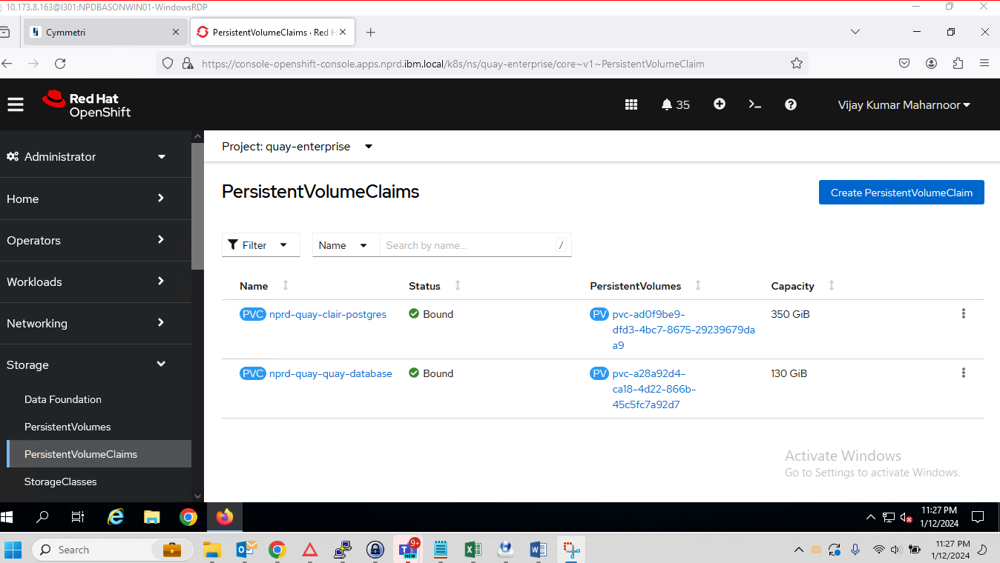 10.173.8.163@I301:NPDBASONWIN01-WindowsRDP
Cymmetri
PersistentVolumeClaims · Red H
https://console-openshift-console.apps.nprd.ibm.local/k8s/ns/quay-enterprise/core~v1~PersistentVolumeClaim
Red Hat
OpenShift
35
Vijay Kumar Maharnoor
Administrator
Home
Operators
Workloads
Networking
Storage
Data Foundation
PersistentVolumes
PersistentVolumeClaims
StorageClasses
Project: quay-enterprise
PersistentVolumeClaims
Create PersistentVolumeClaim
Filter Name Search by name... /
Name Status PersistentVolumes Capacity
PVC nprd-quay-clair-postgres Bound PV pvc-ad0f9be9- 350 GiB
dfd3-4bc7-8675-29239679da
a9
PVC nprd-quay-quay-database Bound PV pvc-a28a92d4- 130 GiB
ca18-4d22-866b-
45c5fc7a92d7
Activate Windows
Go to Settings to activate Windows.
11:27 PM
1/12/2024
Search
9+
NEW
11:27 PM
1/12/2024